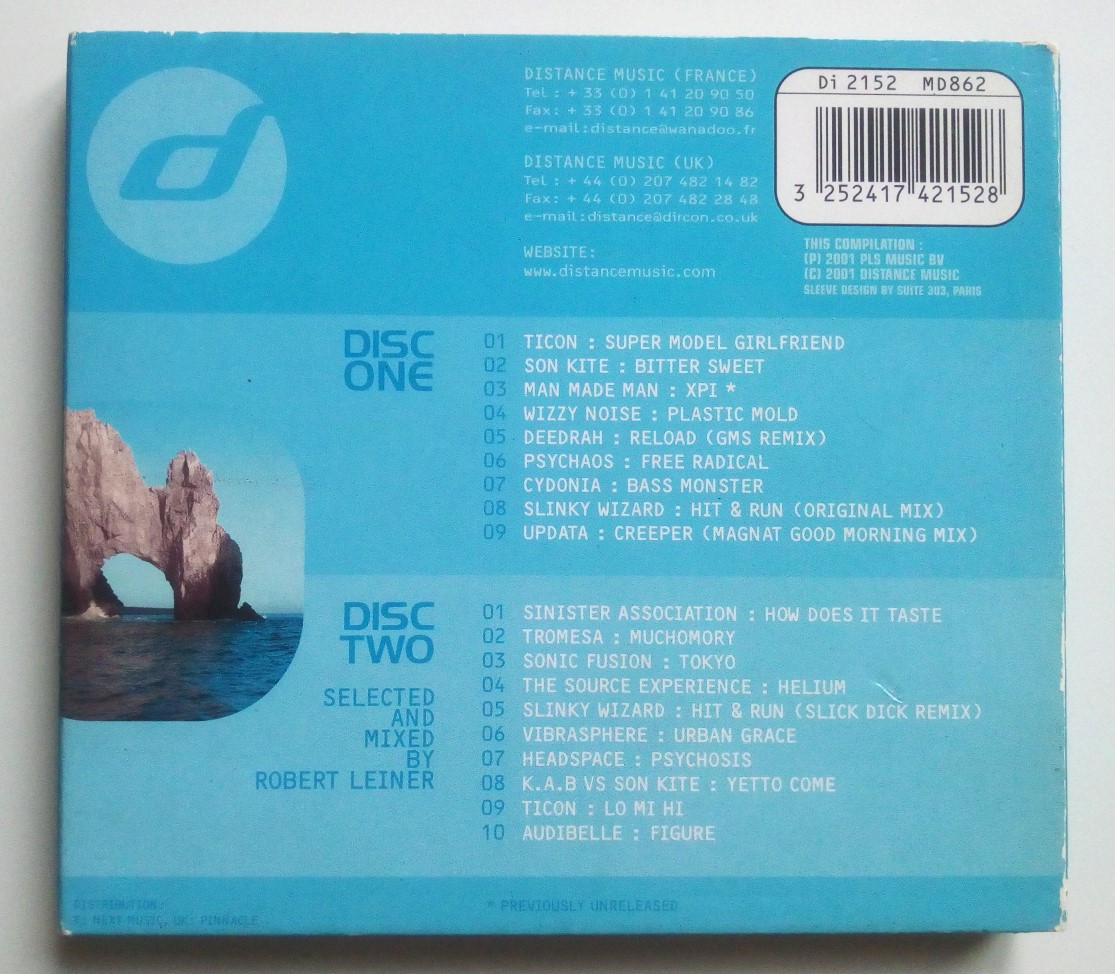 DISTANCE MUSIC (FRANCE)
Tel : + 33 (0) 1 41 20 90 50
Fax: + 33 (0) 1 41 20 90 86
e-mail:distance@wanadoo.fr
DISTANCE MUSIC (UK)
Tel : + 44 (0) 207 482 14 82
Fax: + 44 (0) 207 482 28 48
e-mail:distance@dircon.co.uk
WEBSITE:
www.distancemusic.com
Di 2152 MD862
3 252417 421528
THIS COMPILATION :
(P) 2001 PLS MUSIC BV
(C) 2001 DISTANCE MUSIC
SLEEVE DESIGN BY SUITE 303, PARIS
DISC
ONE
01 TICON : SUPER MODEL GIRLFRIEND
02 SON KITE : BITTER SWEET
03 MAN MADE MAN : XPI *
04 WIZZY NOISE : PLASTIC MOLD
05 DEEDRAH : RELOAD (GMS REMIX)
06 PSYCHAOS : FREE RADICAL
07 CYDONIA : BASS MONSTER
08 SLINKY WIZARD : HIT & RUN (ORIGINAL MIX)
09 UPDATA : CREEPER (MAGNAT GOOD MORNING MIX)
DISC
TWO
SELECTED
AND
MIXED
BY
ROBERT LEINER
01 SINISTER ASSOCIATION : HOW DOES IT TASTE
02 TROMESA : MUCHOMORY
03 SONIC FUSION : TOKYO
04 THE SOURCE EXPERIENCE : HELIUM
05 SLINKY WIZARD : HIT & RUN (SLICK DICK REMIX)
06 VIBRASPHERE : URBAN GRACE
07 HEADSPACE : PSYCHOSIS
08 K.A.B VS SON KITE : YETTO COME
09 TICON : LO MI HI
10 AUDIBELLE : FIGURE
DISTRIBUTION:
F: NEXT MUSIC, UK: PINNACLE
* PREVIOUSLY UNRELEASED